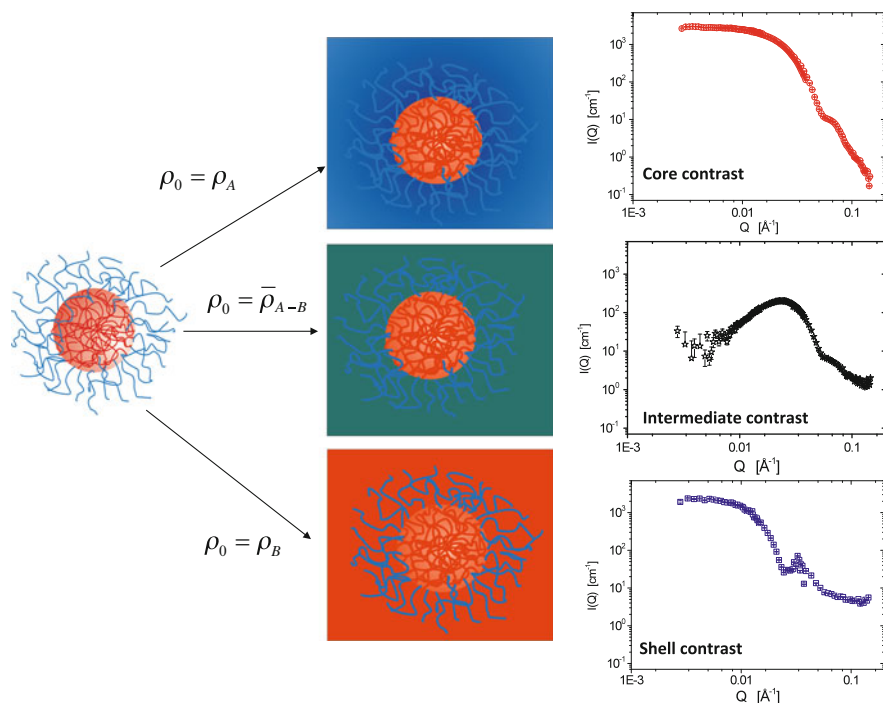 ρ₀ = ρ_A
ρ₀ = ρ̄_{A−B}
ρ₀ = ρ_B
10³
10²
10¹
10⁰
10⁻¹
I(Q) [cm⁻¹]
Core contrast
1E-3
0.01
0.1
Q [Å⁻¹]
10³
10²
10¹
10⁰
10⁻¹
I(Q) [cm⁻¹]
Intermediate contrast
1E-3
0.01
0.1
Q [Å⁻¹]
10³
10²
10¹
10⁰
10⁻¹
I(Q) [cm⁻¹]
Shell contrast
1E-3
0.01
0.1
Q [Å⁻¹]